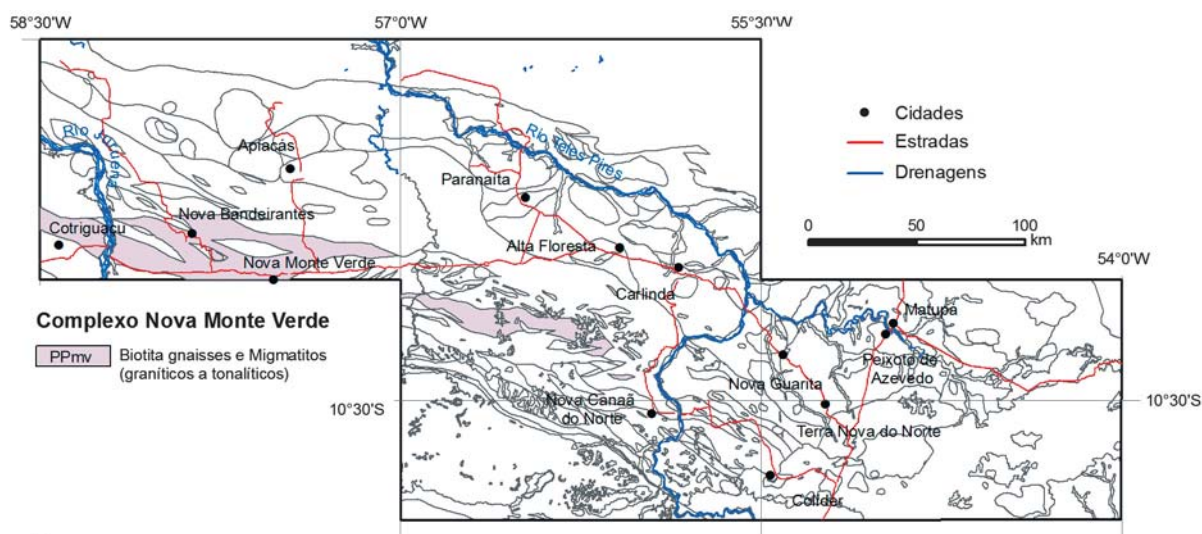 58°30'W
57°0'W
55°30'W
Rio Juruena
Apiacás
Rio Teles Pires
Paranaíta
Cidades
Estradas
Drenagens
Nova Bandeirantes
Cotriguaçu
Alta Floresta
Nova Monte Verde
0 50 100
km
54°0'W
Carlinda
Complexo Nova Monte Verde
PPmv
Biotita gnaisses e Migmatitos
(graníticos a tonalíticos)
Matupá
Peixoto de
Azevedo
Nova Guarita
10°30'S
Nova Canaã
do Norte
10°30'S
Terra Nova do Norte
Colíder